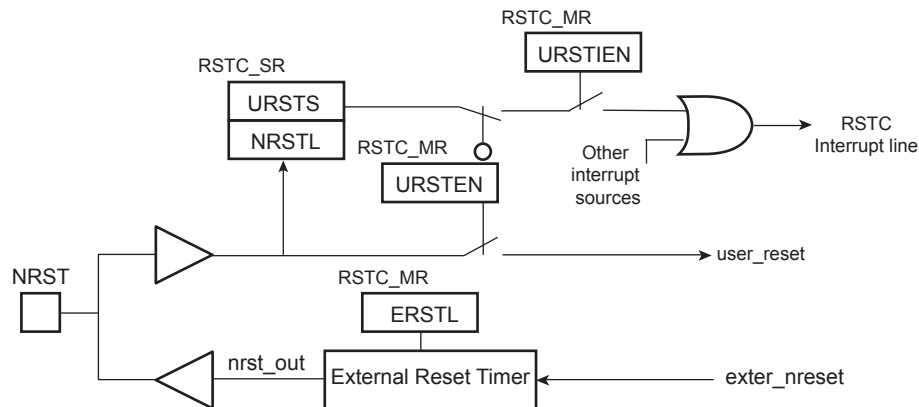 RSTC_MR
URSTIEN
RSTC_SR
URSTS
NRSTL
RSTC_MR
URSTEN
Other
interrupt
sources
RSTC
Interrupt line
user_reset
NRST
RSTC_MR
ERSTL
nrst_out
External Reset Timer
exter_nreset